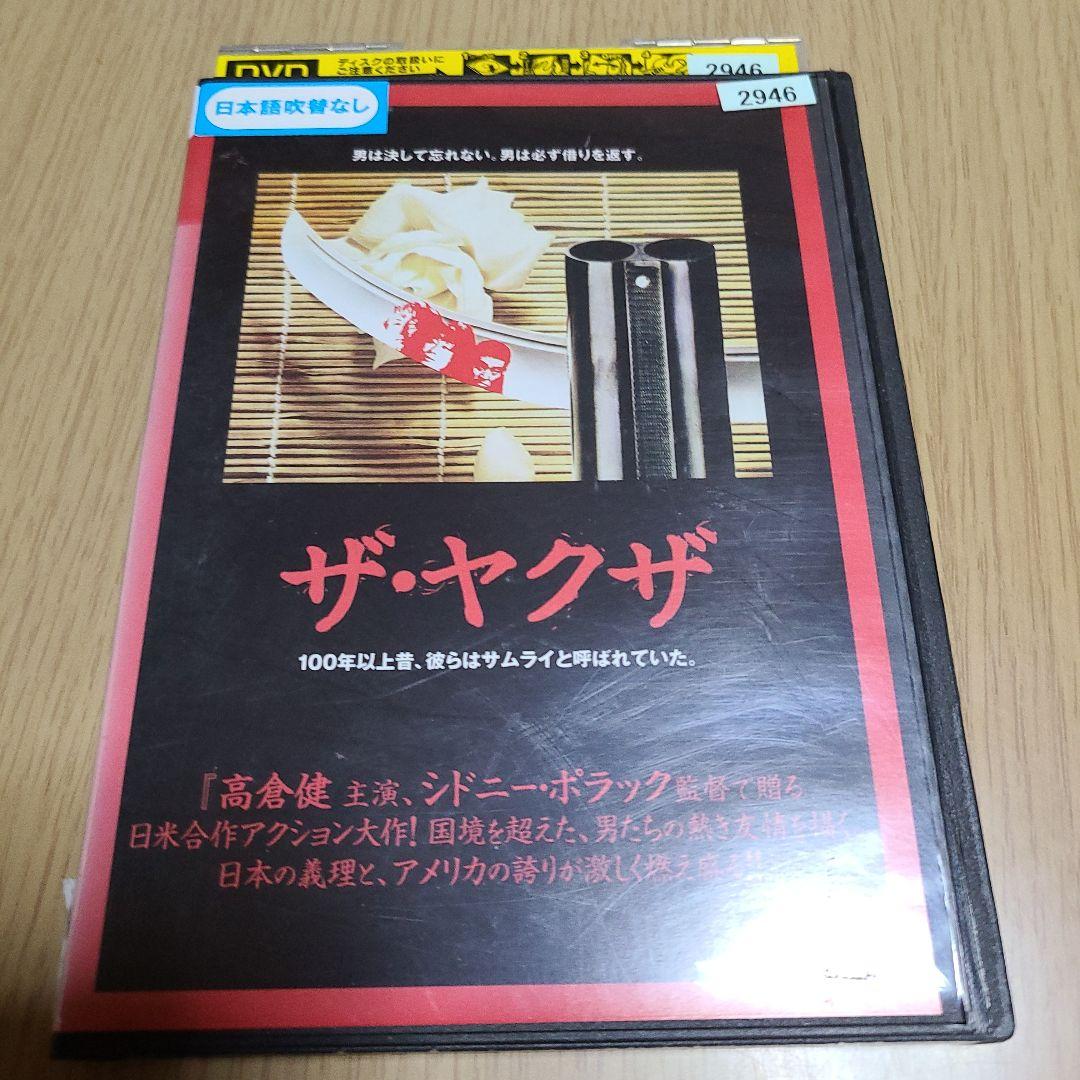 DVD
ディスクの取扱いに
ご注意ください
2946
2946
日本語吹替なし
男は決して忘れない。男は必ず借りを返す。
ザ・ヤクザ
100年以上昔、彼らはサムライと呼ばれていた。
『高倉健 主演、シドニー・ポラック監督で贈る
日米合作アクション大作! 国境を超えた、男たちの熱き友情を描く
日本の義理と、アメリカの誇りが激しく燃え